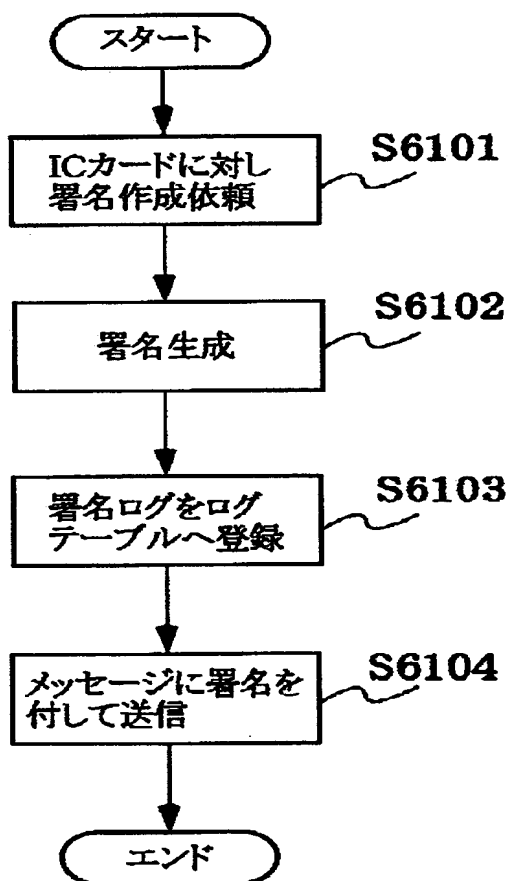 スタート
ICカードに対し
署名作成依頼
S6101
署名生成
S6102
署名ログをログ
テーブルへ登録
S6103
メッセージに署名を
付して送信
S6104
エンド